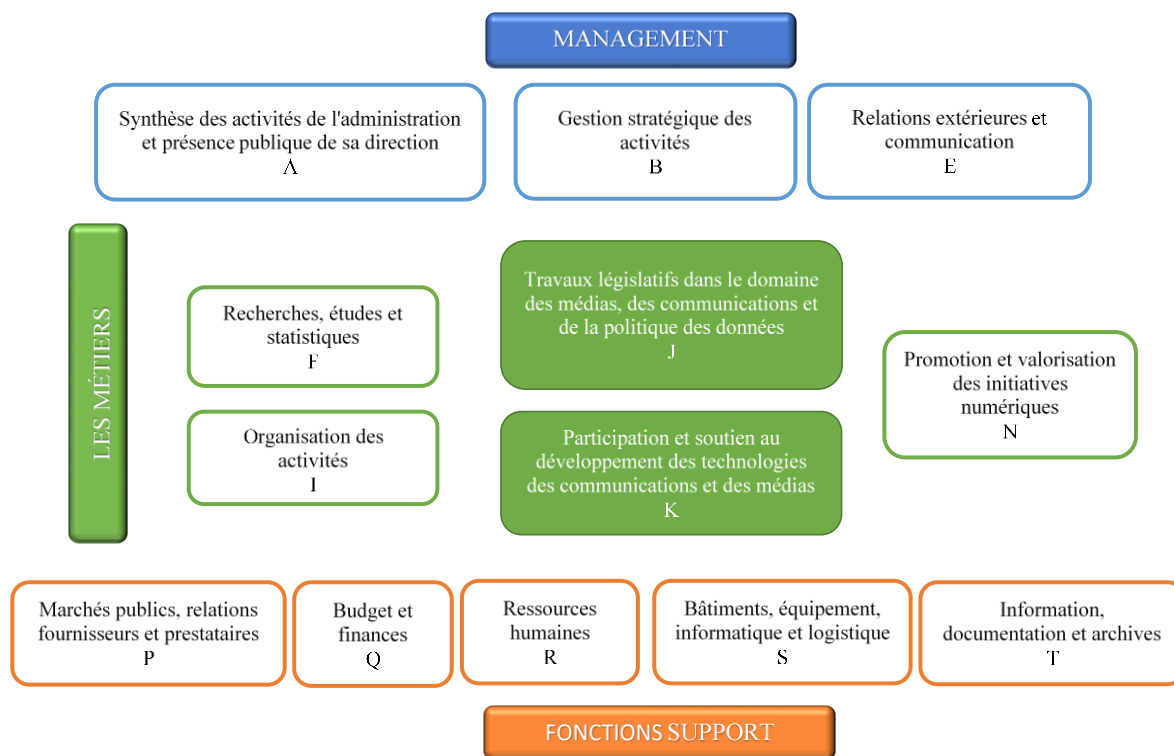 MANAGEMENT
Synthèse des activités de l'administration
et présence publique de sa direction
A
Gestion stratégique des
activités
B
Relations extérieures et
communication
E
LES MÉTIERS
Recherches, études et
statistiques
F
Organisation des
activités
I
Travaux législatifs dans le domaine
des médias, des communications et
de la politique des données
J
Participation et soutien au
développement des technologies
des communications et des médias
K
Promotion et valorisation
des initiatives
numériques
N
Marchés publics, relations
fournisseurs et prestataires
P
Budget et
finances
Q
Ressources
humaines
R
Bâtiments, équipement,
informatique et logistique
S
Information,
documentation et archives
T
FONCTIONS SUPPORT